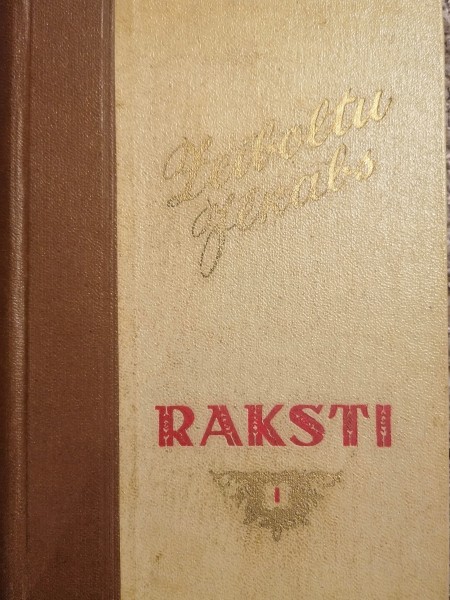 Zeiboltu
Jēkabs
RAKSTI
I